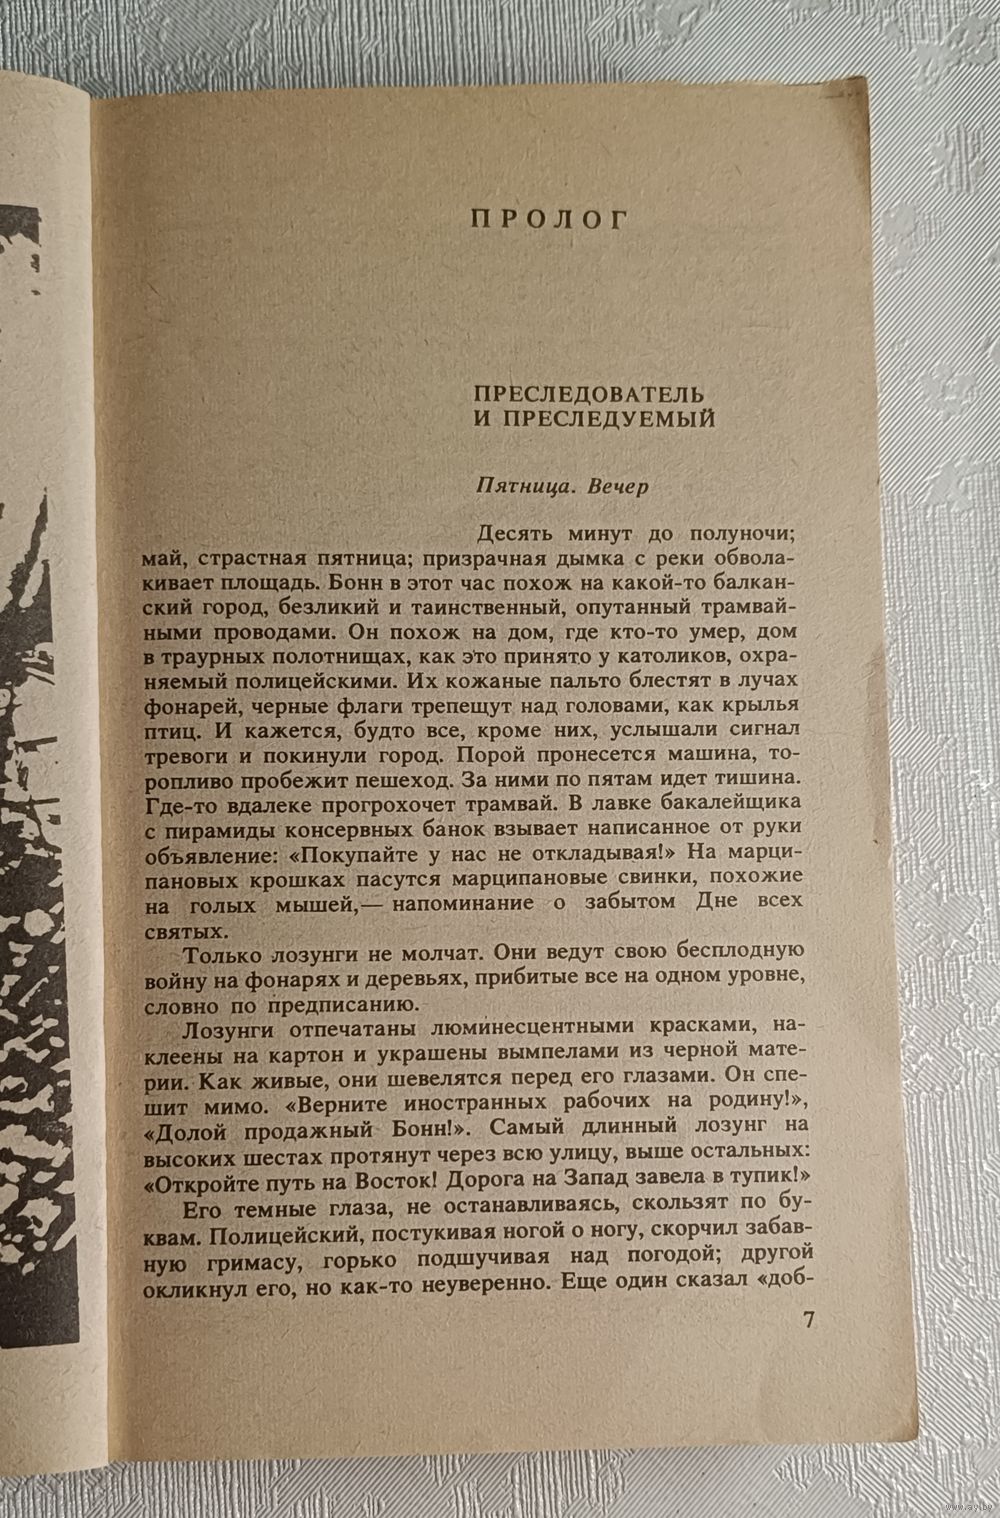 ПРОЛОГ
ПРЕСЛЕДОВАТЕЛЬ
И ПРЕСЛЕДУЕМЫЙ
Пятница. Вечер
Десять минут до полуночи;
май, страстная пятница; призрачная дымка с реки обвола-
кивает площадь. Бонн в этот час похож на какой-то балкан-
ский город, безликий и таинственный, опутанный трамвай-
ными проводами. Он похож на дом, где кто-то умер, дом
в траурных полотнищах, как это принято у католиков, охра-
няемый полицейскими. Их кожаные пальто блестят в лучах
фонарей, черные флаги трепещут над головами, как крылья
птиц. И кажется, будто все, кроме них, услышали сигнал
тревоги и покинули город. Порой пронесется машина, то-
ропливо пробежит пешеход. За ними по пятам идет тишина.
Где-то вдалеке прогрохочет трамвай. В лавке бакалейщика
с пирамиды консервных банок взывает написанное от руки
объявление: «Покупайте у нас не откладывая!» На марци-
пановых крошках пасутся марципановые свинки, похожие
на голых мышей,— напоминание о забытом Дне всех
святых.
Только лозунги не молчат. Они ведут свою бесплодную
войну на фонарях и деревьях, прибитые все на одном уровне,
словно по предписанию.
Лозунги отпечатаны люминесцентными красками, на-
клеены на картон и украшены вымпелами из черной мате-
рии. Как живые, они шевелятся перед его глазами. Он спе-
шит мимо. «Верните иностранных рабочих на родину!»,
«Долой продажный Бонн!». Самый длинный лозунг на
высоких шестах протянут через всю улицу, выше остальных:
«Откройте путь на Восток! Дорога на Запад завела в тупик!»
Его темные глаза, не останавливаясь, скользят по бу-
квам. Полицейский, постукивая ногой о ногу, скорчил забав-
ную гримасу, горько подшучивая над погодой; другой
окликнул его, но как-то неуверенно. Еще один сказал «доб-
7
www.ay.by